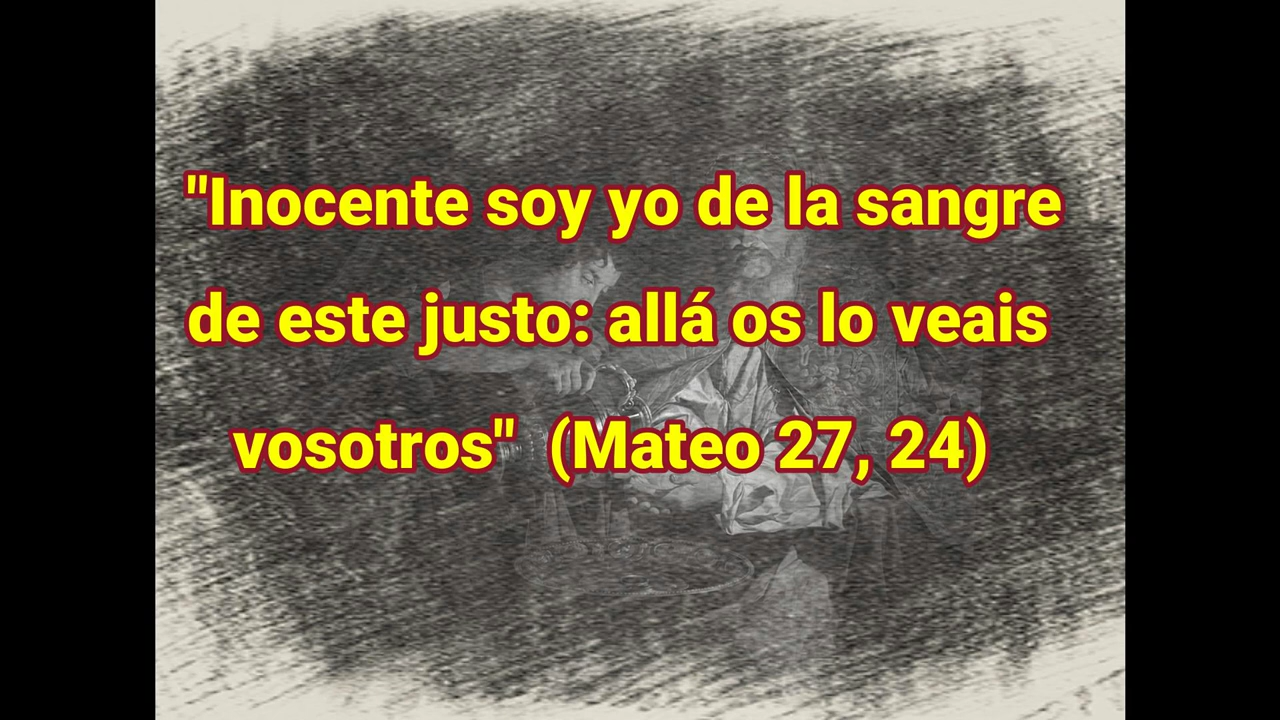 "Inocente soy yo de la sangre
de este justo: allá os lo veais
vosotros" (Mateo 27, 24)